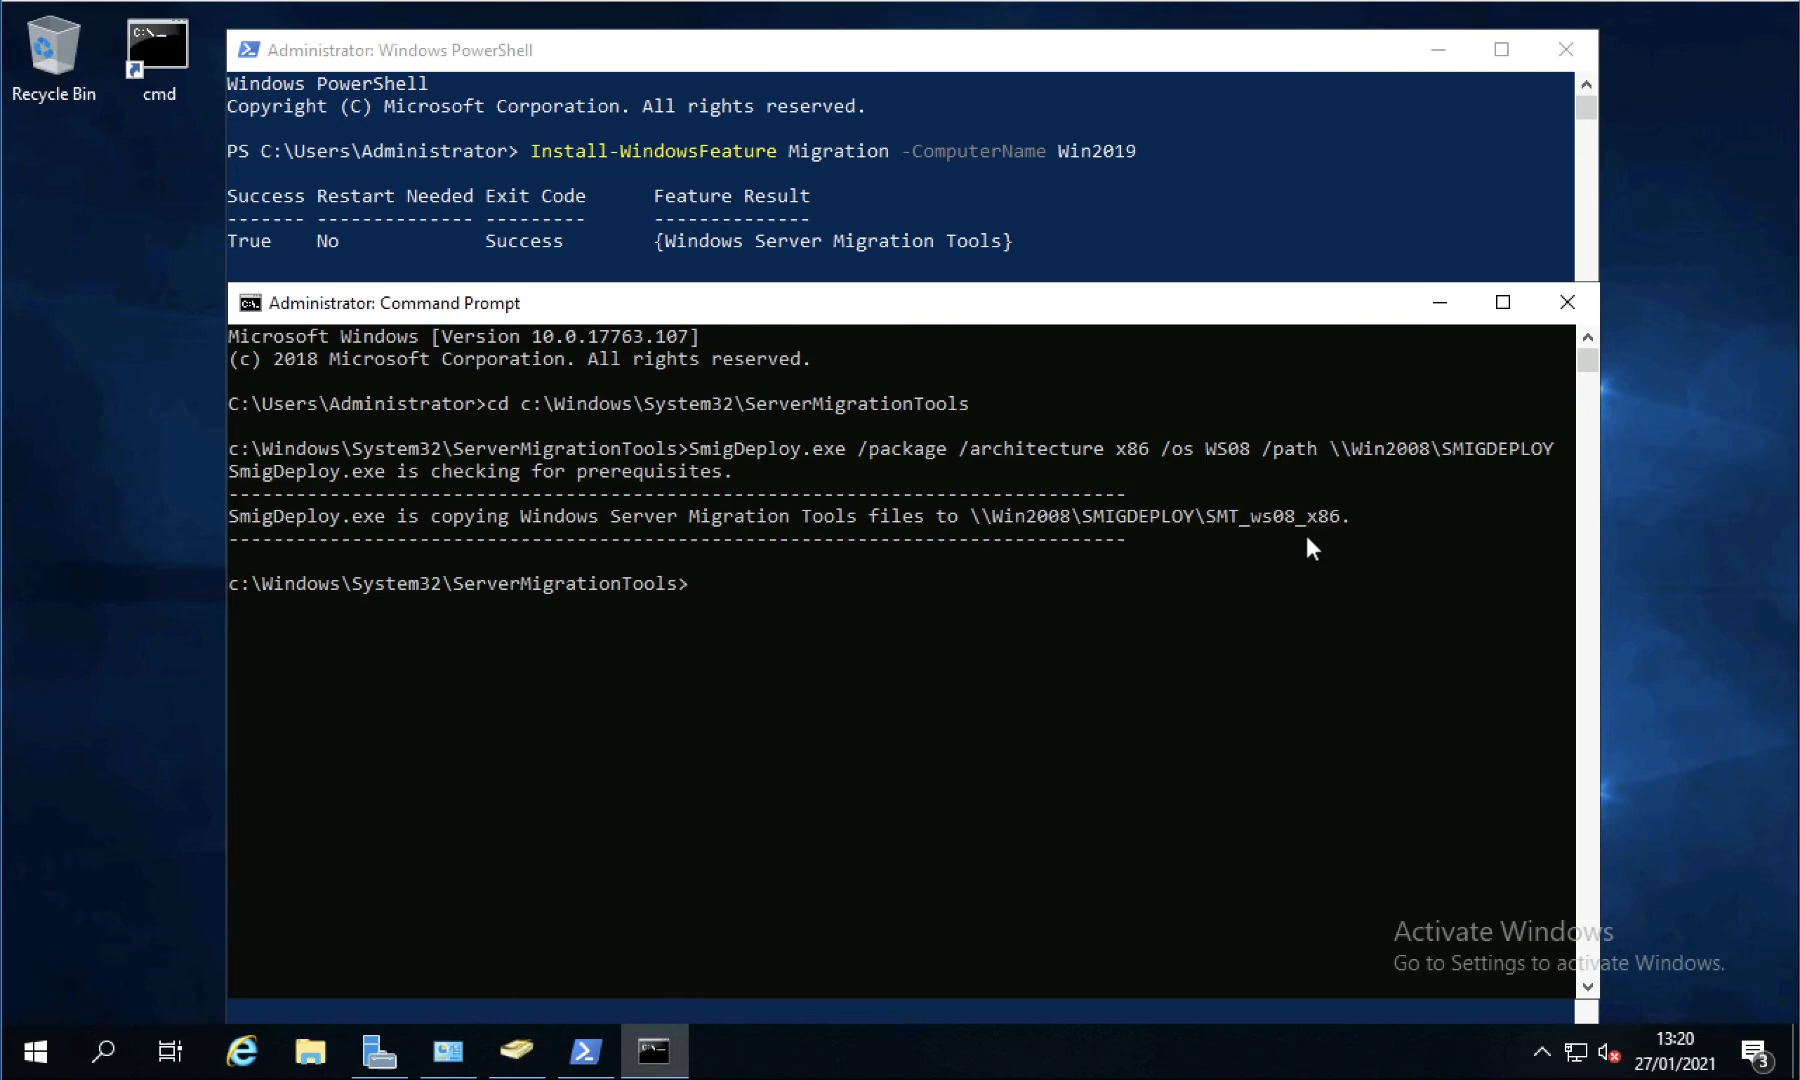 Recycle Bin
cmd
Administrator: Windows PowerShell
Windows PowerShell
Copyright (C) Microsoft Corporation. All rights reserved.
PS C:\Users\Administrator> Install-WindowsFeature Migration -ComputerName Win2019
Success Restart Needed Exit Code      Feature Result
------- -------------- ---------      --------------
True    No             Success        {Windows Server Migration Tools}
Administrator: Command Prompt
Microsoft Windows [Version 10.0.17763.107]
(c) 2018 Microsoft Corporation. All rights reserved.
C:\Users\Administrator>cd c:\Windows\System32\ServerMigrationTools
c:\Windows\System32\ServerMigrationTools>SmigDeploy.exe /package /architecture x86 /os WS08 /path \\Win2008\SMIGDEPLOY
SmigDeploy.exe is checking for prerequisites.
--------------------------------------------------------------------------------
SmigDeploy.exe is copying Windows Server Migration Tools files to \\Win2008\SMIGDEPLOY\SMT_ws08_x86.
--------------------------------------------------------------------------------
c:\Windows\System32\ServerMigrationTools>
Activate Windows
Go to Settings to activate Windows.
13:20
27/01/2021
3